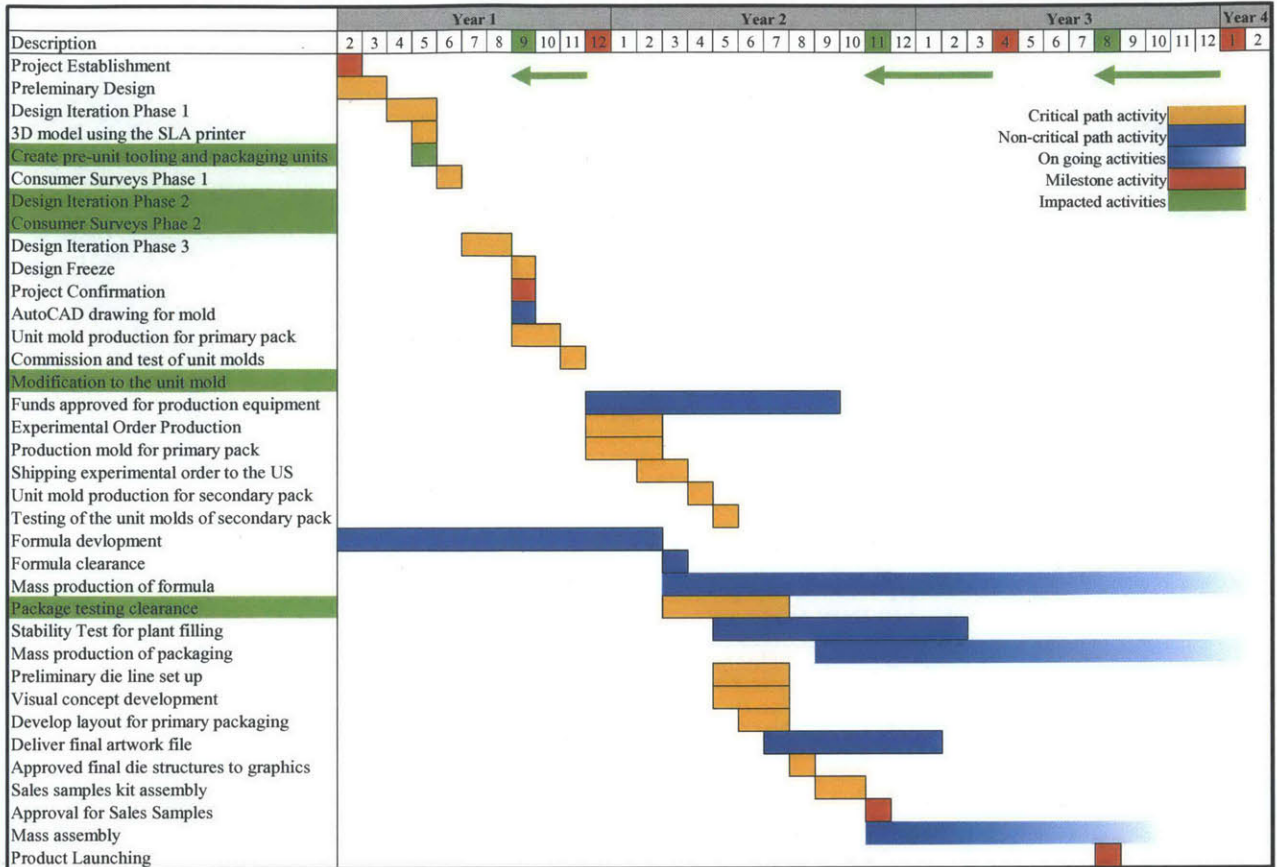 Year 1 Year 2 Year 3 Year 4
Description 2 3 4 5 6 7 8 9 10 11 12 1 2 3 4 5 6 7 8 9 10 11 12 1 2 3 4 5 6 7 8 9 10 11 12 1 2
Project Establishment
Preleminary Design
Design Iteration Phase 1
3D model using the SLA printer
Create pre-unit tooling and packaging units
Consumer Surveys Phase 1
Design Iteration Phase 2
Consumer Surveys Phae 2
Design Iteration Phase 3
Design Freeze
Project Confirmation
AutoCAD drawing for mold
Unit mold production for primary pack
Commission and test of unit molds
Modification to the unit mold
Funds approved for production equipment
Experimental Order Production
Production mold for primary pack
Shipping experimental order to the US
Unit mold production for secondary pack
Testing of the unit molds of secondary pack
Formula devlopment
Formula clearance
Mass production of formula
Package testing clearance
Stability Test for plant filling
Mass production of packaging
Preliminary die line set up
Visual concept development
Develop layout for primary packaging
Deliver final artwork file
Approved final die structures to graphics
Sales samples kit assembly
Approval for Sales Samples
Mass assembly
Product Launching
Critical path activity
Non-critical path activity
On going activities
Milestone activity
Impacted activities